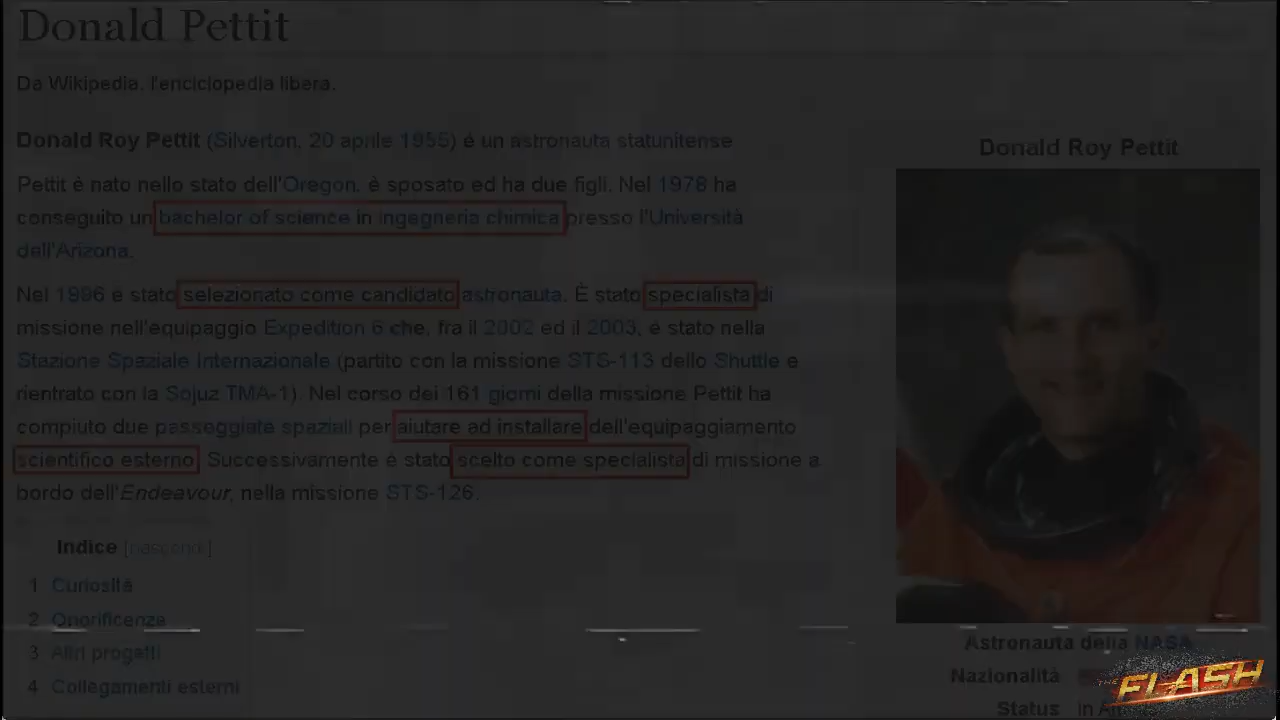 Donald Pettit
Da Wikipedia, l'enciclopedia libera.
Donald Roy Pettit (Silverton, 20 aprile 1955) è un astronauta statunitense
Donald Roy Pettit
Pettit è nato nello stato dell'Oregon, è sposato ed ha due figli. Nel 1978 ha
conseguito un bachelor of science in ingegneria chimica presso l'Università
dell'Arizona.
Nel 1996 è stato selezionato come candidato astronauta. È stato specialista di
missione nell'equipaggio Expedition 6 che, fra il 2002 ed il 2003, è stato nella
Stazione Spaziale Internazionale (partito con la missione STS-113 dello Shuttle e
rientrato con la Sojuz TMA-1). Nel corso dei 161 giorni della missione Pettit ha
compiuto due passeggiate spaziali per aiutare ad installare dell'equipaggiamento
scientifico esterno. Successivamente è stato scelto come specialista di missione a
bordo dell'Endeavour, nella missione STS-126.
Indice [nascondi]
1 Curiosità
2 Onorificenze
3 Altri progetti
4 Collegamenti esterni
Astronauta della NASA
Nazionalità
Status in
THE FLASH